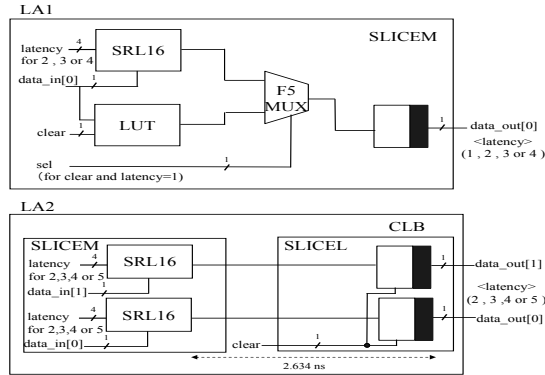 LA1
SLICEM
latency
for 2 , 3 or 4
4
SRL16
data_in[0]
1
F5
MUX
LUT
clear
1
1
data_out[0]
<latency>
(1 , 2 , 3 or 4 )
sel
(for clear and latency=1)
1
LA2
CLB
SLICEM
SLICEL
latency
for 2,3,4 or 5
4
SRL16
data_in[1]
1
1
data_out[1]
<latency>
(2 , 3 ,4 or 5 )
latency
for 2,3,4 or 5
4
SRL16
data_in[0]
1
clear
1
1
data_out[0]
2.634 ns